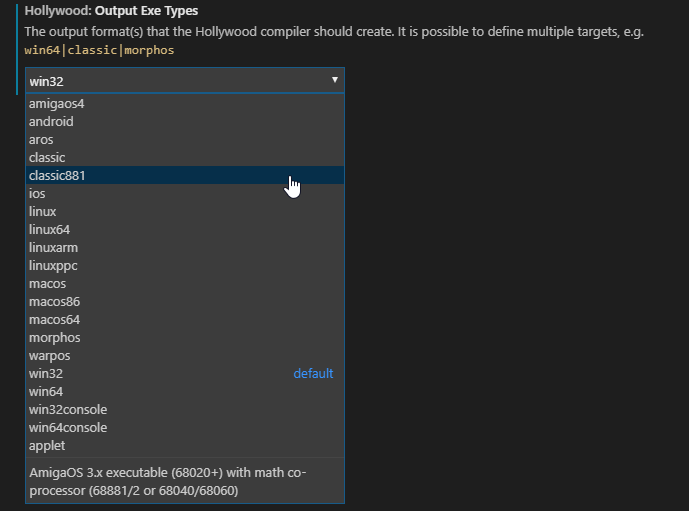 Hollywood: Output Exe Types
The output format(s) that the Hollywood compiler should create. It is possible to define multiple targets, e.g.
win64|classic|morphos
win32
amigaos4
android
aros
classic
classic881
ios
linux
linux64
linuxarm
linuxppc
macos
macos86
macos64
morphos
warpos
win32 default
win64
win32console
win64console
applet
AmigaOS 3.x executable (68020+) with math co-
processor (68881/2 or 68040/68060)